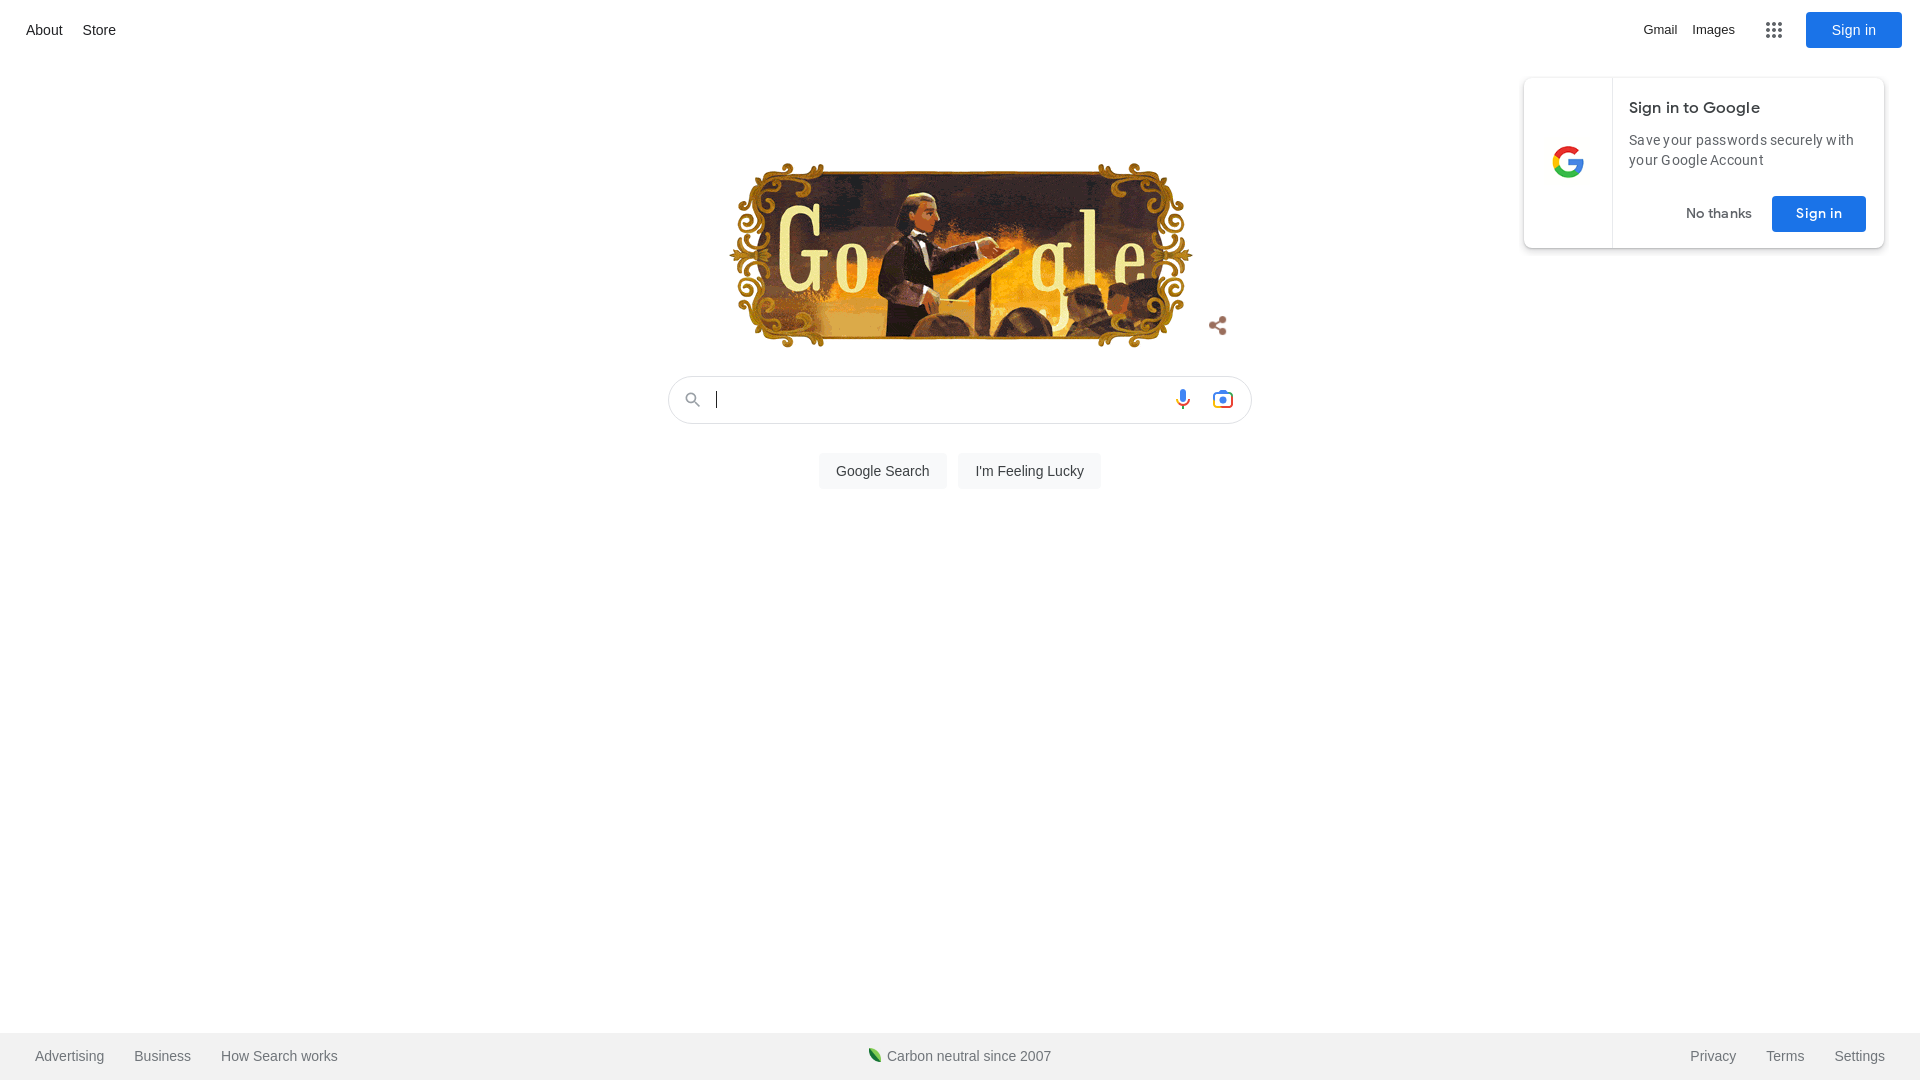 About Store Gmail Images Sign in
Sign in to Google
Save your passwords securely with
your Google Account
No thanks Sign in
Google
Google Search I'm Feeling Lucky
Advertising Business How Search works Carbon neutral since 2007 Privacy Terms Settings